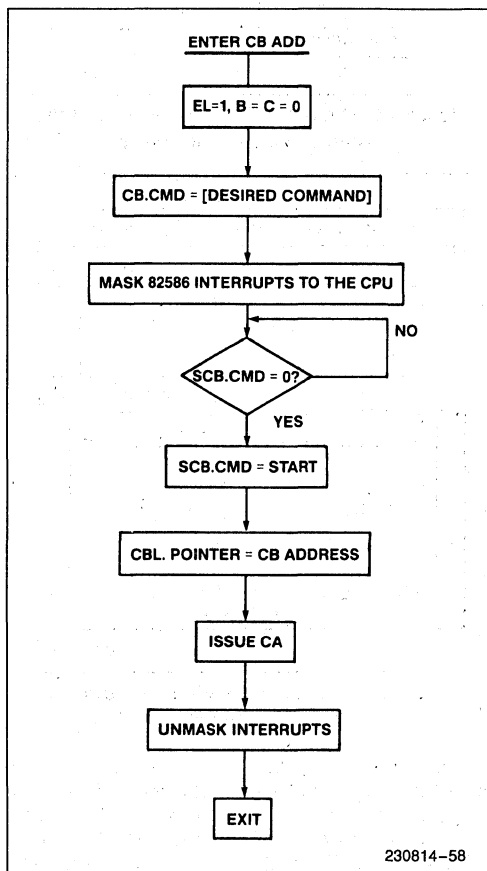 ENTER CB ADD
EL=1, B = C = 0
CB.CMD = [DESIRED COMMAND]
MASK 82586 INTERRUPTS TO THE CPU
NO
SCB.CMD = 0?
YES
SCB.CMD = START
CBL. POINTER = CB ADDRESS
ISSUE CA
UNMASK INTERRUPTS
EXIT
230814–58